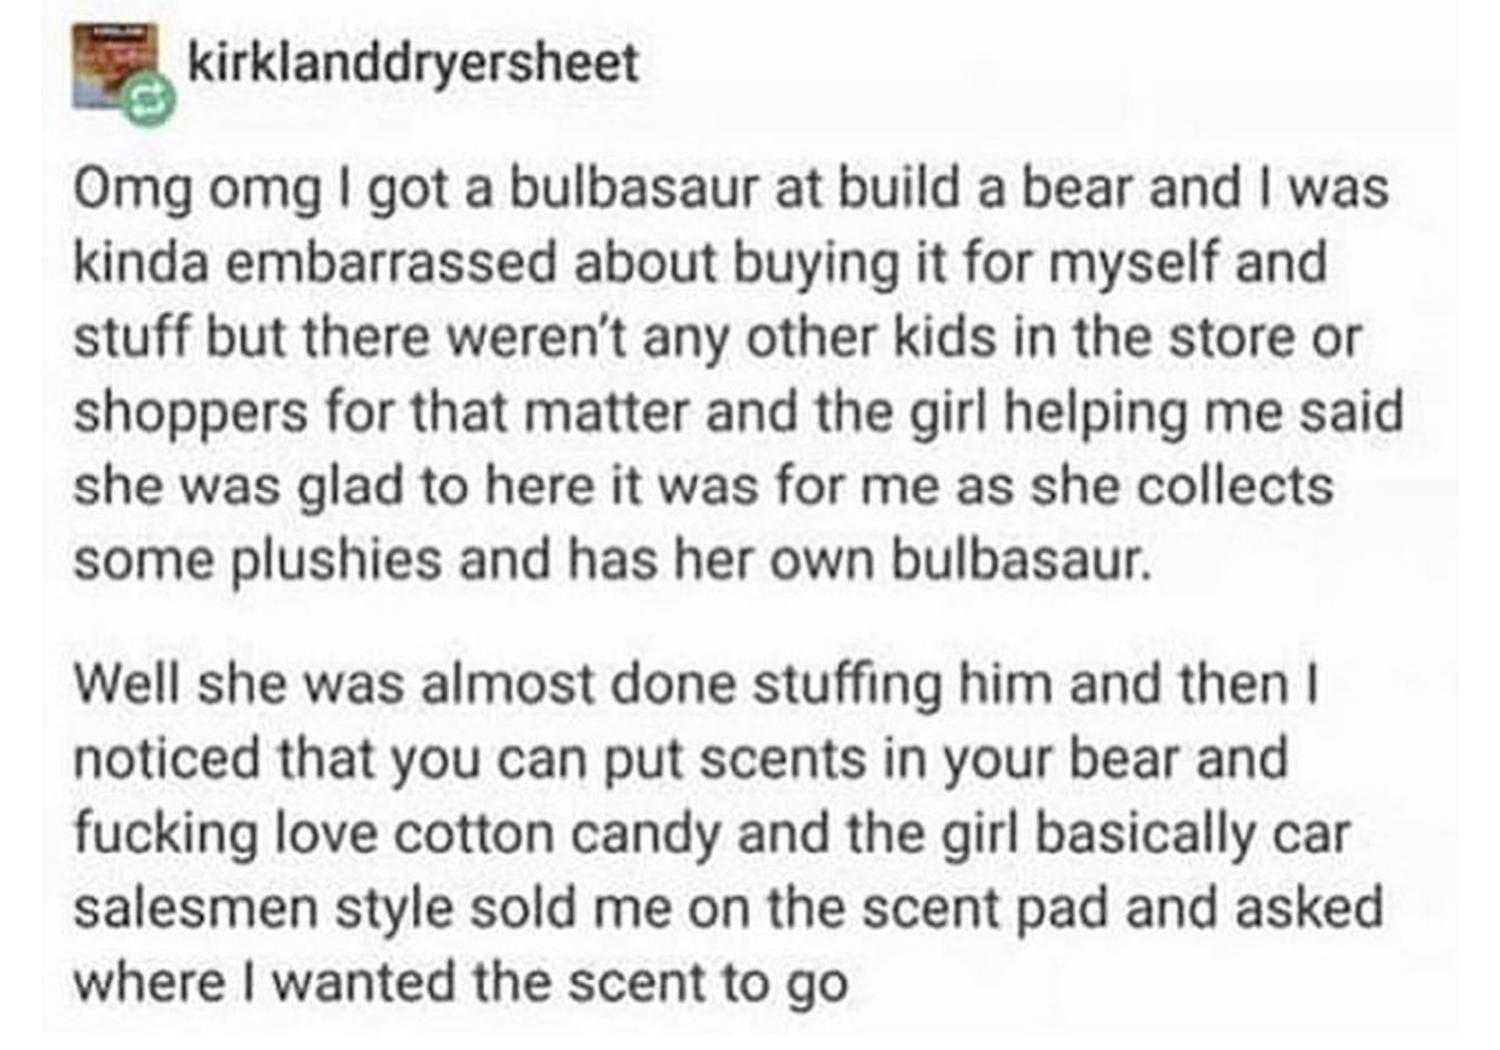 kirklanddryersheet
Omg omg I got a bulbasaur at build a bear and I was
kinda embarrassed about buying it for myself and
stuff but there weren't any other kids in the store or
shoppers for that matter and the girl helping me said
she was glad to here it was for me as she collects
some plushies and has her own bulbasaur.
Well she was almost done stuffing him and then I
noticed that you can put scents in your bear and
fucking love cotton candy and the girl basically car
salesmen style sold me on the scent pad and asked
where I wanted the scent to go